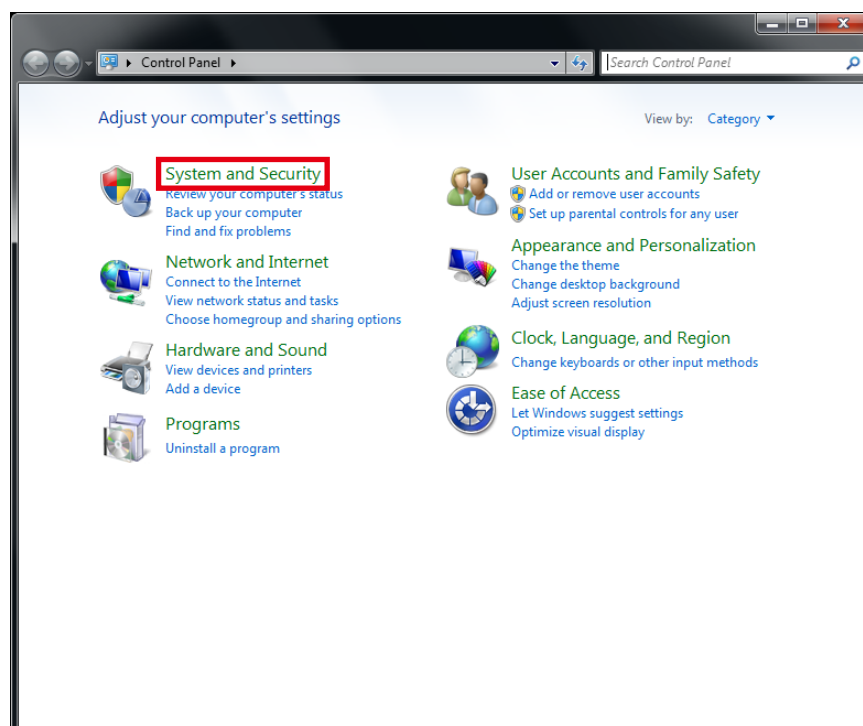 Control Panel
Search Control Panel
Adjust your computer's settings
View by: Category
System and Security
Review your computer's status
Back up your computer
Find and fix problems
Network and Internet
Connect to the Internet
View network status and tasks
Choose homegroup and sharing options
Hardware and Sound
View devices and printers
Add a device
Programs
Uninstall a program
User Accounts and Family Safety
Add or remove user accounts
Set up parental controls for any user
Appearance and Personalization
Change the theme
Change desktop background
Adjust screen resolution
Clock, Language, and Region
Change keyboards or other input methods
Ease of Access
Let Windows suggest settings
Optimize visual display